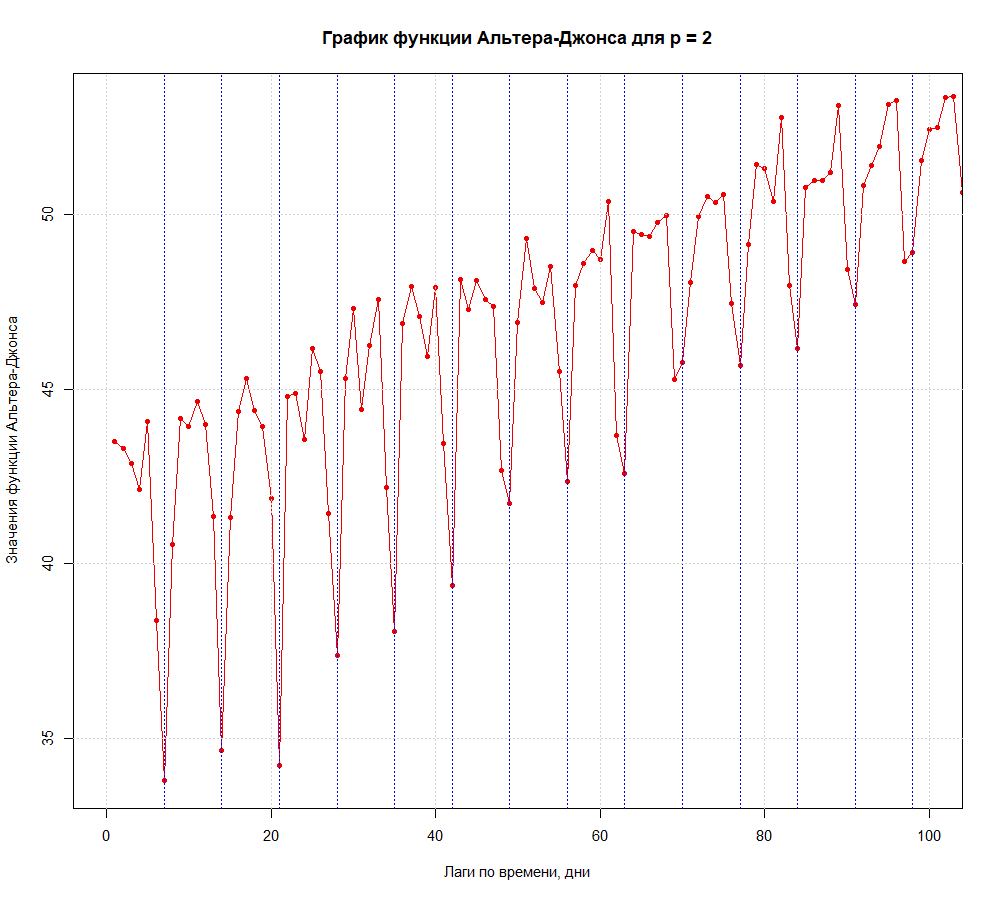 График функции Альтера-Джонса для p = 2
Значения функции Альтера-Джонса
50
45
40
35
0 20 40 60 80 100
Лаги по времени, дни